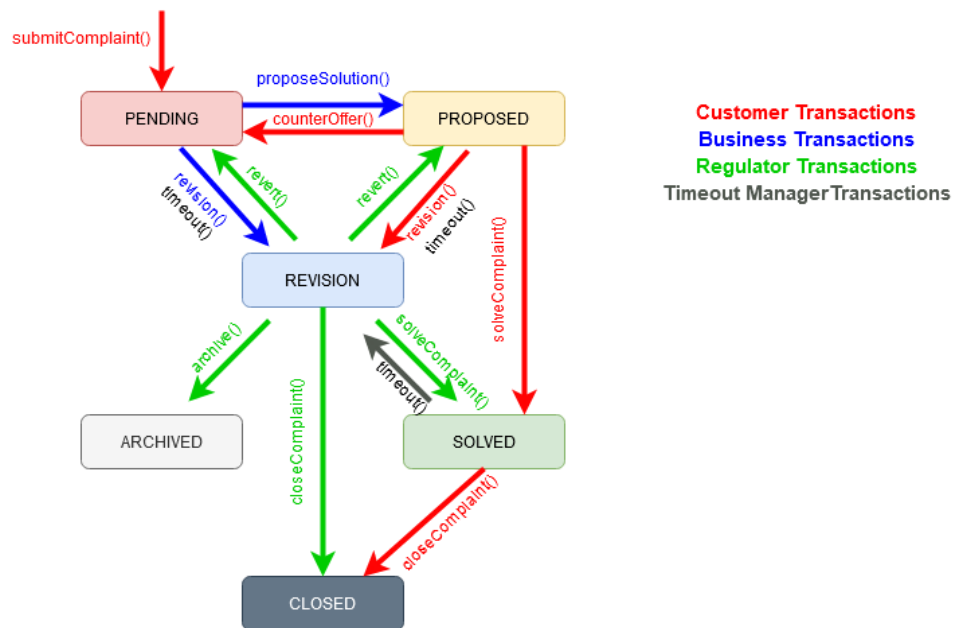 submitComplaint()
proposeSolution()
PENDING
counterOffer()
PROPOSED
Customer Transactions
Business Transactions
Regulator Transactions
Timeout ManagerTransactions
revision()
timeout()
revert()
revert()
revision()
timeout()
solveComplaint()
REVISION
archive()
closeComplaint()
solveComplaint()
timeout()
ARCHIVED
SOLVED
closeComplaint()
CLOSED